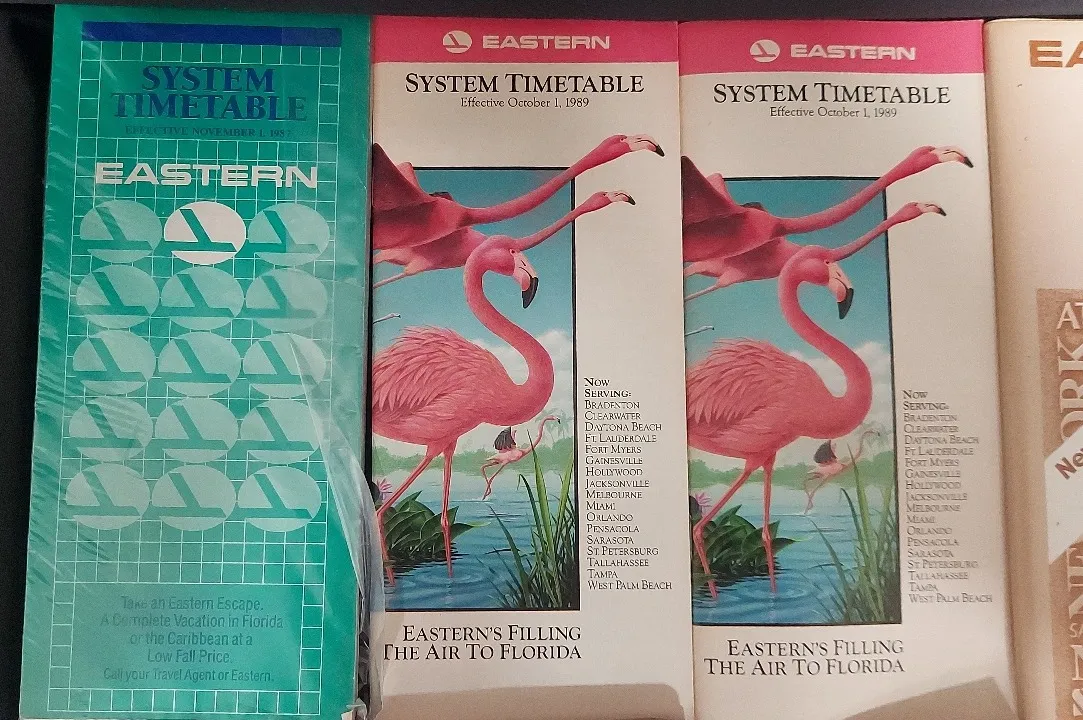 SYSTEM
TIMETABLE
EFFECTIVE NOVEMBER 1, 1987
EASTERN
Take an Eastern Escape.
A Complete Vacation in Florida
or the Caribbean at a
Low Fall Price.
Call your Travel Agent or Eastern.
EASTERN
SYSTEM TIMETABLE
Effective October 1, 1989
NOW
SERVING:
BRADENTON
CLEARWATER
DAYTONA BEACH
FT. LAUDERDALE
FORT MYERS
GAINESVILLE
HOLLYWOOD
JACKSONVILLE
MELBOURNE
MIAMI
ORLANDO
PENSACOLA
SARASOTA
ST PETERSBURG
TALLAHASSEE
TAMPA
WEST PALM BEACH
EASTERN'S FILLING
THE AIR TO FLORIDA
EASTERN
SYSTEM TIMETABLE
Effective October 1, 1989
NOW
SERVING:
BRADENTON
CLEARWATER
DAYTONA BEACH
FT. LAUDERDALE
FORT MYERS
GAINESVILLE
HOLLYWOOD
JACKSONVILLE
MELBOURNE
MIAMI
ORLANDO
PENSACOLA
SARASOTA
ST PETERSBURG
TALLAHASSEE
TAMPA
WEST PALM BEACH
EASTERN'S FILLING
THE AIR TO FLORIDA
EA